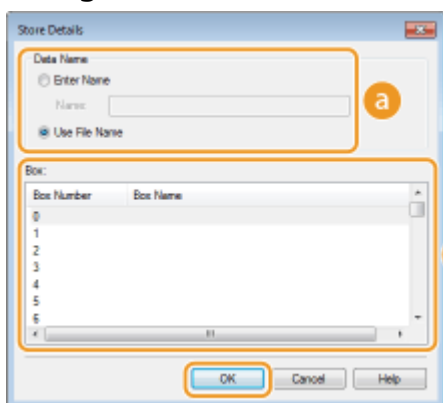 Store Details
Data Name
Enter Name
Name:
Use File Name
a
Box:
Box Number Box Name
0
1
2
3
4
5
6
OK Cancel Help